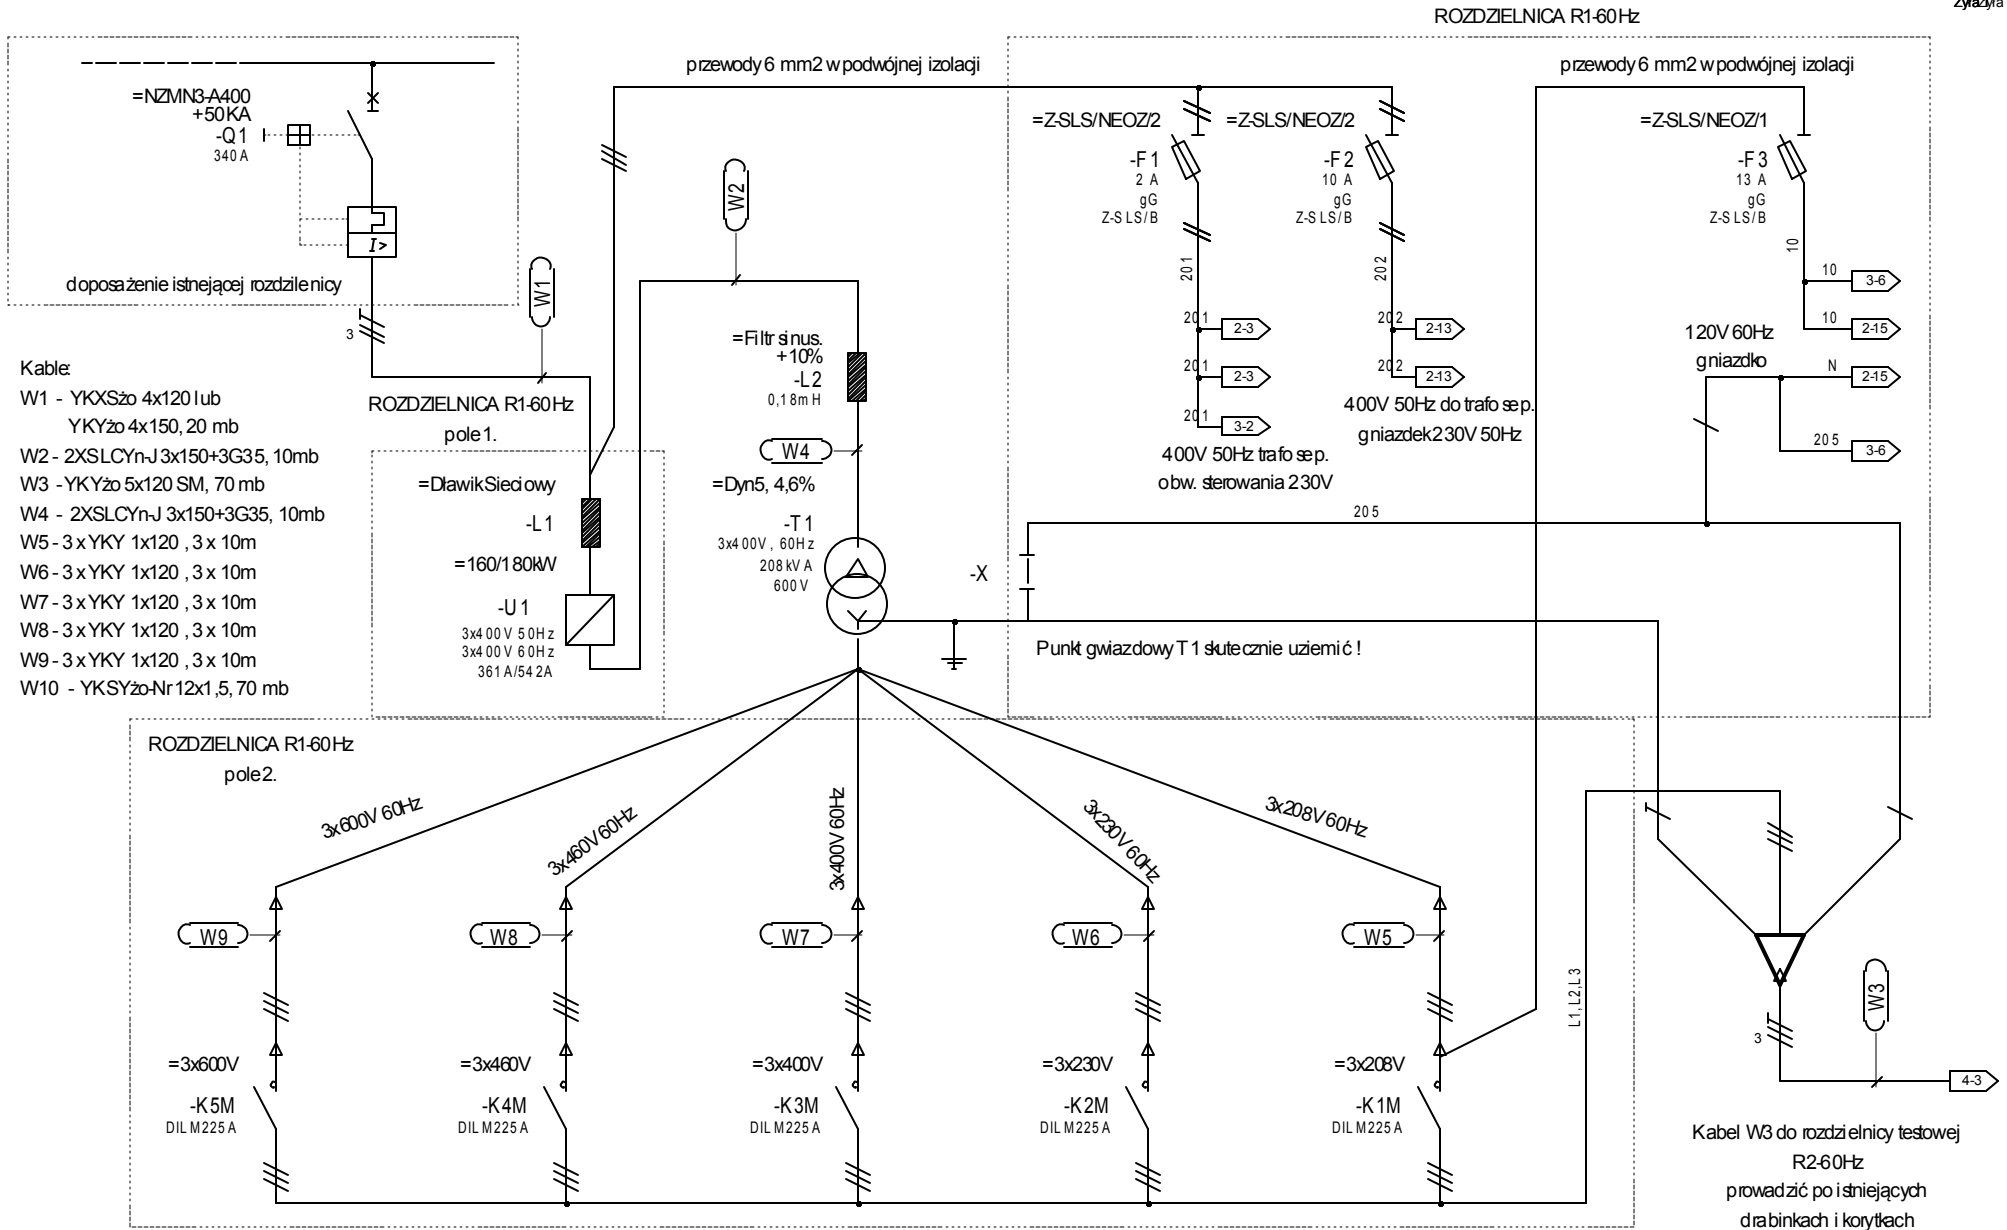 ROZDZIELNICA R1-60Hz
=NZMN3-A400
+50KA
-Q1
340A
I>
doposażenie istnejącej rozdzilenicy
3
W1
Kable:
W1 - YKXSżo 4x120 lub
YKYżo 4x150, 20 mb
W2 - 2XSLCYn-J 3x150+3G35, 10mb
W3 - YKYżo 5x120 SM, 70 mb
W4 - 2XSLCYn-J 3x150+3G35, 10mb
W5 - 3 x YKY 1x120 , 3 x 10m
W6 - 3 x YKY 1x120 , 3 x 10m
W7 - 3 x YKY 1x120 , 3 x 10m
W8 - 3 x YKY 1x120 , 3 x 10m
W9 - 3 x YKY 1x120 , 3 x 10m
W10 - YKSYżo-Nr 12x1,5, 70 mb
ROZDZIELNICA R1-60Hz
pole 1.
=Dławik Sieciowy
-L1
=160/180kW
-U1
3x400V 50Hz
3x400V 60Hz
361A/542A
przewody 6 mm2 w podwójnej izolacji
W2
=Filtr sinus.
+10%
-L2
0,18mH
W4
=Dyn5, 4,6%
-T1
3x400V, 60Hz
208kVA
600V
=Z-SLS/NEOZ/2
-F1
2 A
gG
Z-SLS/B
201
201
2-3
201
2-3
201
3-2
400V 50Hz trafo sep.
obw. sterowania 230V
=Z-SLS/NEOZ/2
-F2
10 A
gG
Z-SLS/B
202
202
2-13
202
2-13
400V 50Hz do trafo sep.
gniazdek 230V 50Hz
przewody 6 mm2 w podwójnej izolacji
=Z-SLS/NEOZ/1
-F3
13 A
gG
Z-SLS/B
10
10
3-6
10
2-15
120V 60Hz
gniazdko
N
2-15
205
3-6
205
-X
Punkt gwiazdowy T1 skutecznie uziemić !
ROZDZIELNICA R1-60Hz
pole 2.
3x600V 60Hz
3x460V 60Hz
3x400V 60Hz
3x230V 60Hz
3x208V 60Hz
W9
W8
W7
W6
W5
=3x600V
-K5M
DILM225A
=3x460V
-K4M
DILM225A
=3x400V
-K3M
DILM225A
=3x230V
-K2M
DILM225A
=3x208V
-K1M
DILM225A
L1,L2,L3
3
W3
4-3
Kabel W3 do rozdzielnicy testowej
R2-60Hz
prowadzić po istniejących
drabinkach i korytkach